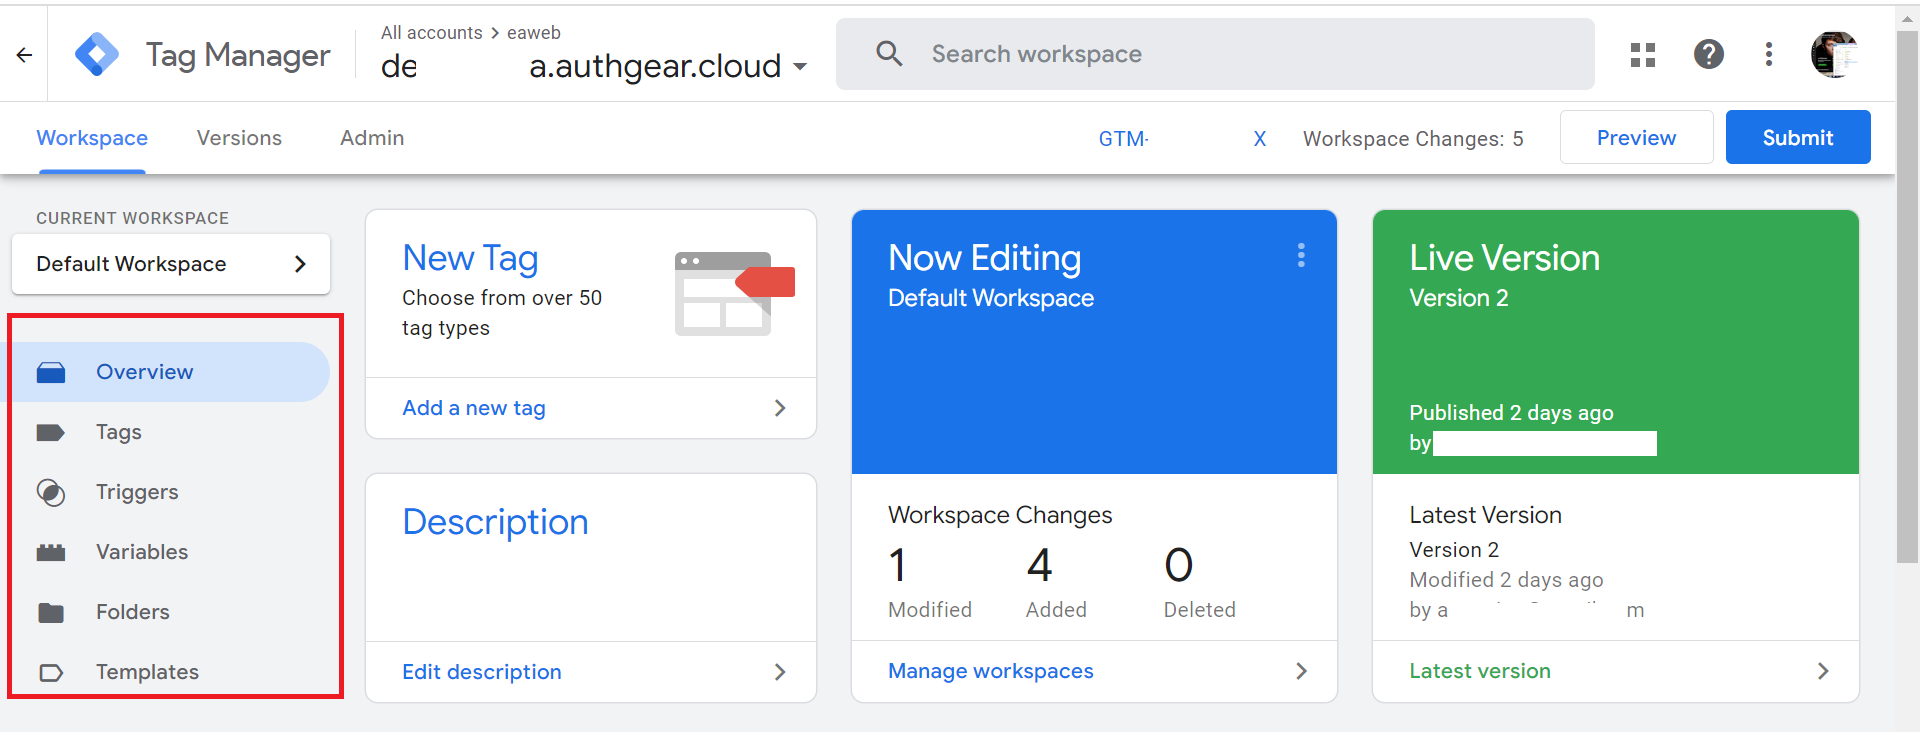 Tag Manager
All accounts > eaweb
de a.authgear.cloud
Search workspace
Workspace
Versions
Admin
GTM- X
Workspace Changes: 5
Preview
Submit
CURRENT WORKSPACE
Default Workspace
Overview
Tags
Triggers
Variables
Folders
Templates
New Tag
Choose from over 50
tag types
Add a new tag
Description
Edit description
Now Editing
Default Workspace
Workspace Changes
1 4 0
Modified Added Deleted
Manage workspaces
Live Version
Version 2
Published 2 days ago
by
Latest Version
Version 2
Modified 2 days ago
by a m
Latest version